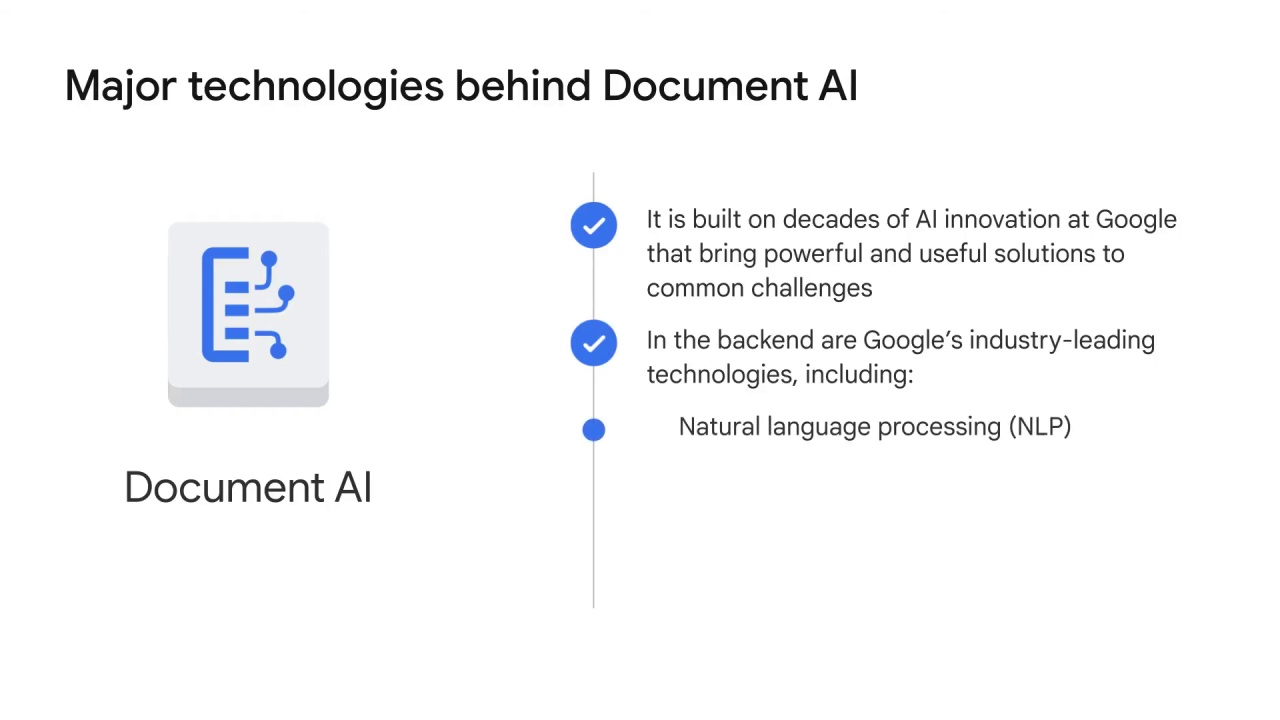 Major technologies behind Document AI
It is built on decades of AI innovation at Google
that bring powerful and useful solutions to
common challenges
In the backend are Google’s industry-leading
technologies, including:
Natural language processing (NLP)
Document AI